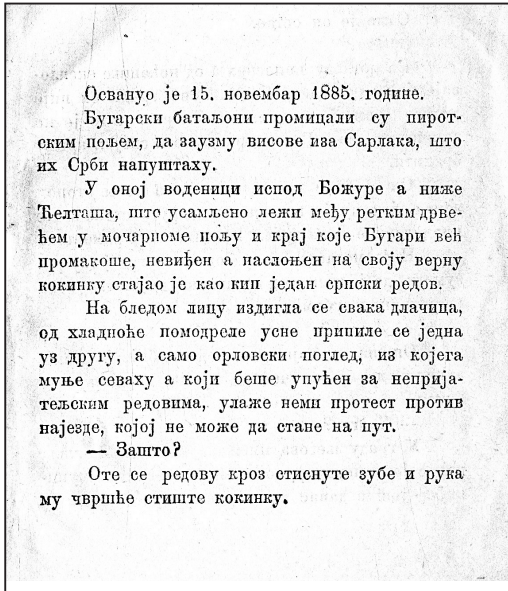 Освануо је 15. новембар 1885. године.
Бугарски батаљони промицали су пирот-
ским пољем, да заузму висове иза Сарлака, што
их Срби напуштаху.
У оној воденици испод Божуре а ниже
Ћелташа, што усамљено лежи међу ретким дрве-
ћем у мочарноме пољу и крај које Бугари већ
промакоше, невиђен а наслоњен на своју верну
кокинку стајао је као кип један српски редов.
На бледом лицу издигла се свака длачица,
од хладноће помодреле усне припиле се једна
уз другу, а само орловски поглед, из којега
муње севаху а који беше упућен за неприја-
тељским редовима, улаже неми протест против
најезде, којој не може да стане на пут.
— Зашто?
Оте се редову кроз стиснуте зубе и рука
му чвршће стиште кокинку.